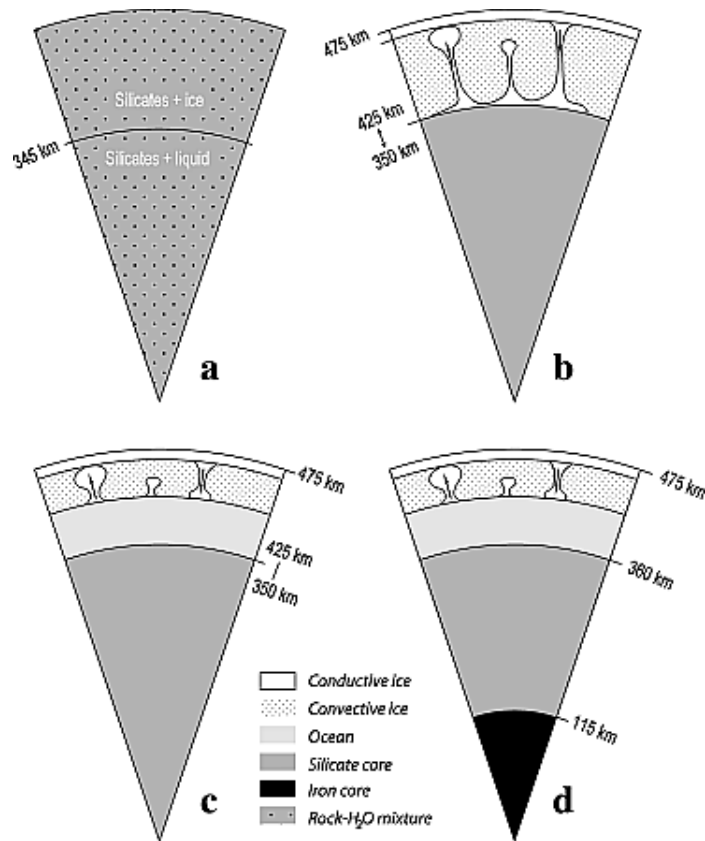 475 km
Silicates + ice
345 km
Silicates + liquid
425 km
350 km
a
b
475 km
425 km
350 km
c
475 km
360 km
115 km
d
Conductive ice
Convective ice
Ocean
Silicate core
Iron core
Rock-H₂O mixture